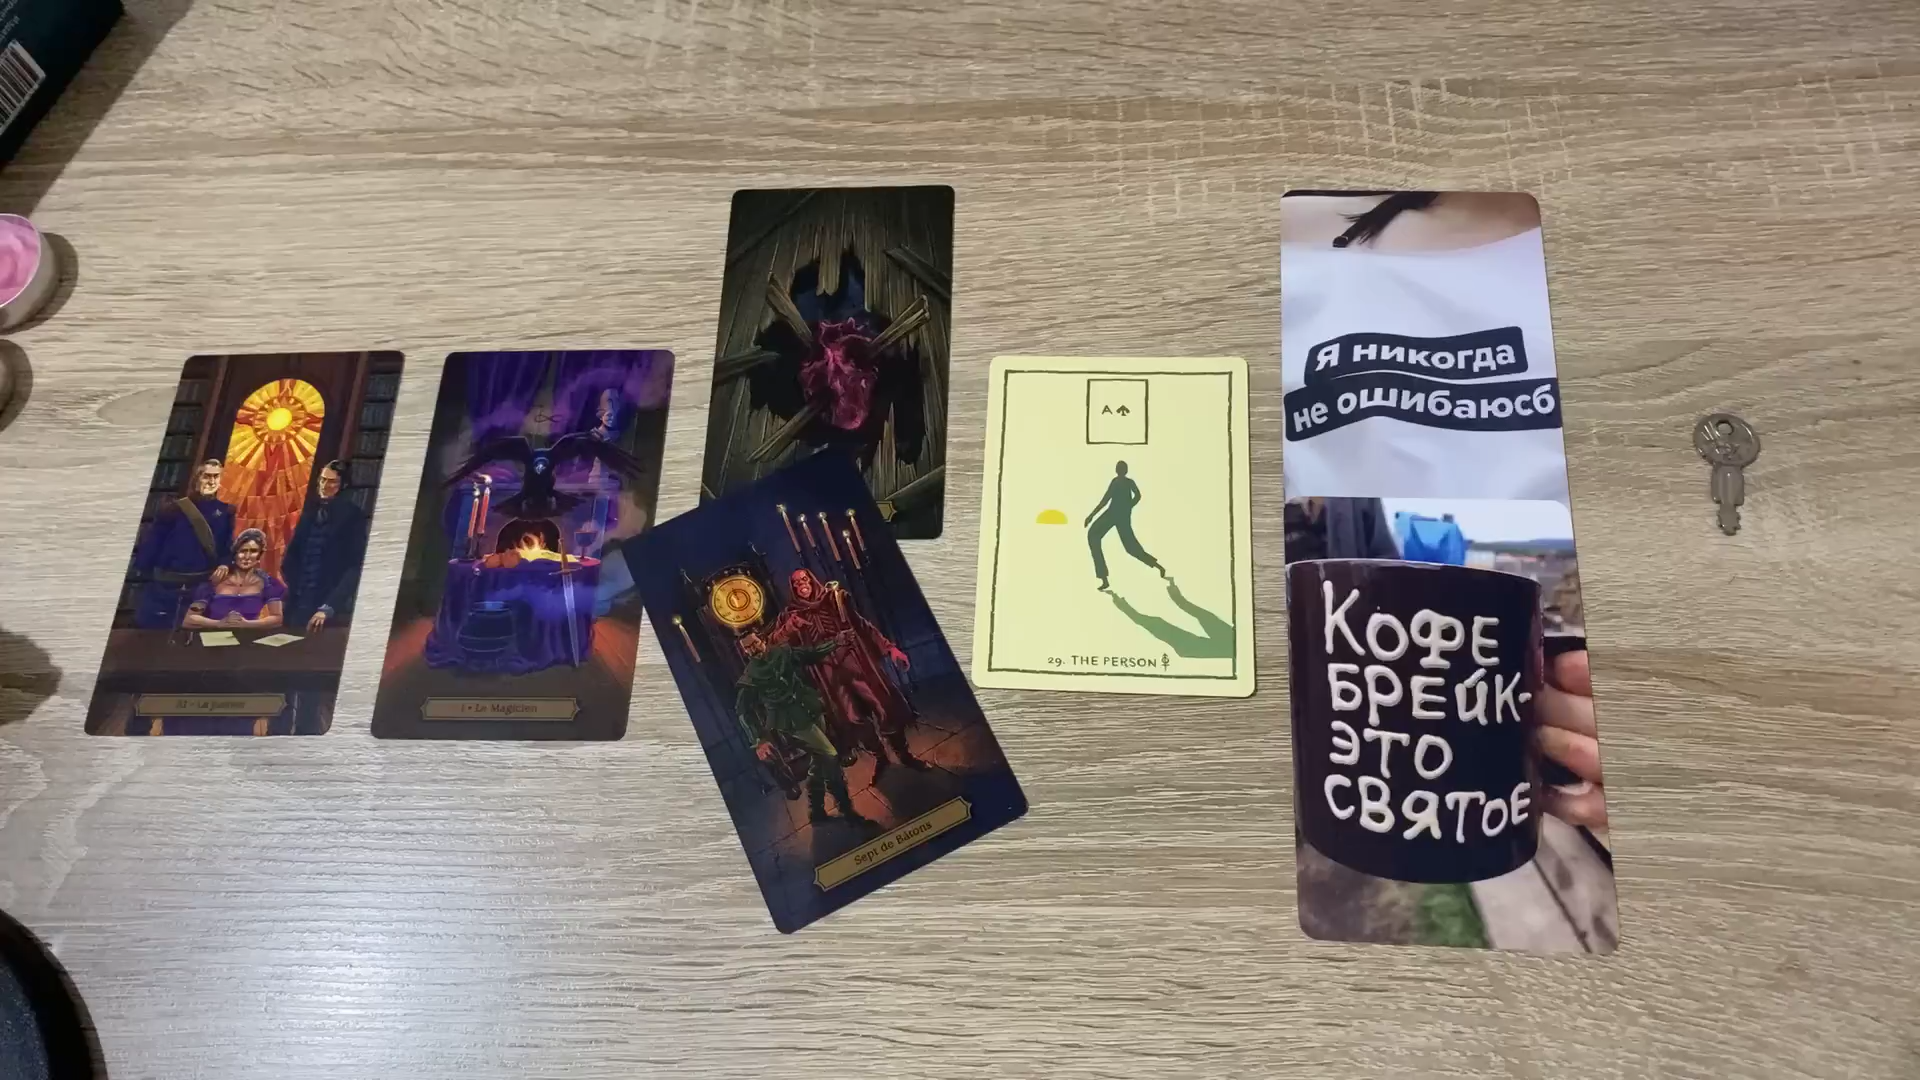 XI • La Justice
I • Le Magicien
Sept de Bâtons
A♠
29. THE PERSON
Я никогда
не ошибаюсб
КОФЕ
БРЕЙК-
ЭТО
СВЯТОЕ